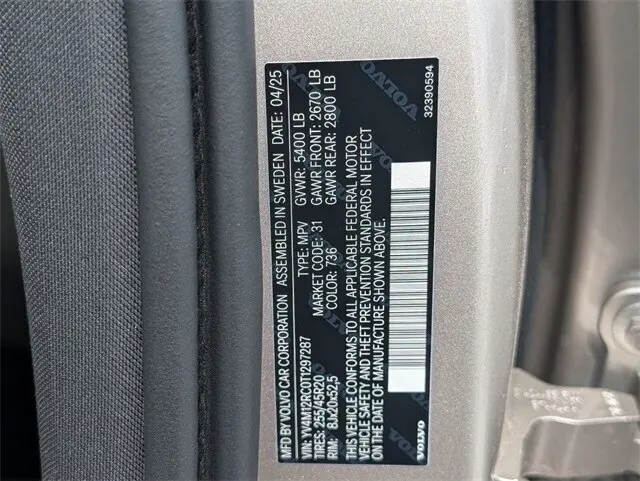 MFD BY VOLVO CAR CORPORATION ASSEMBLED IN SWEDEN DATE: 04/25
VIN: YV4M12RC0T1297287 TYPE: MPV GVWR: 5400 LB
TIRES: 255/45R20 MARKET CODE: 31 GAWR FRONT: 2670 LB
RIM: 8Jx20x52,5 COLOR: 736 GAWR REAR: 2800 LB
THIS VEHICLE CONFORMS TO ALL APPLICABLE FEDERAL MOTOR
VEHICLE SAFETY AND THEFT PREVENTION STANDARDS IN EFFECT
ON THE DATE OF MANUFACTURE SHOWN ABOVE.
VOLVO
32390594
VOLVO